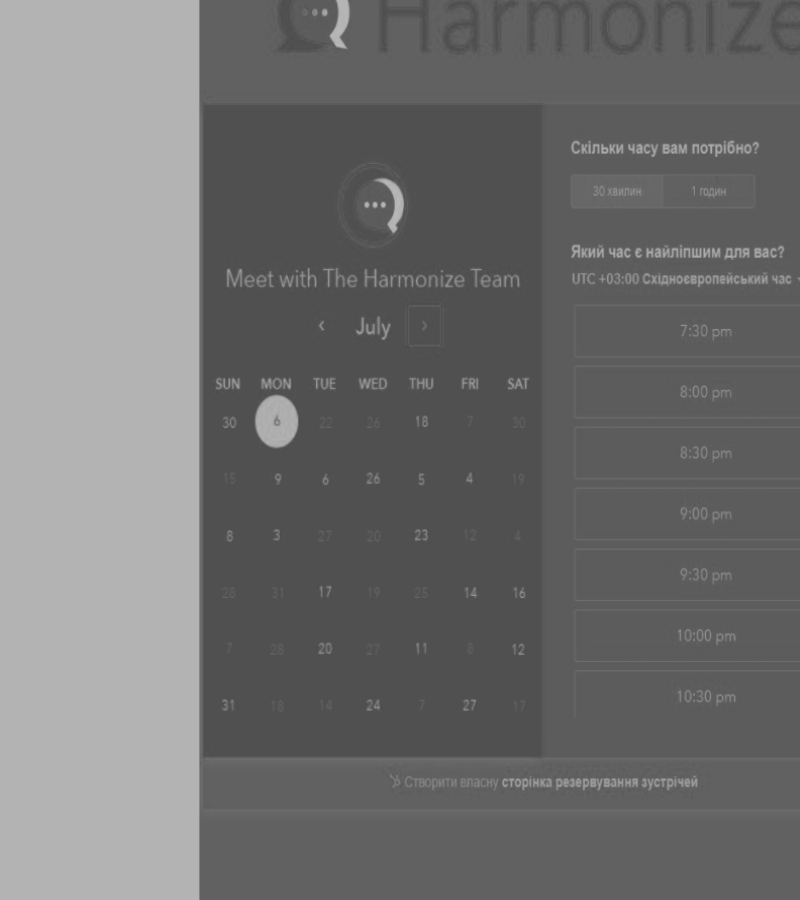 Harmonize
Meet with The Harmonize Team
‹ July ›
SUN MON TUE WED THU FRI SAT
30 6 22 26 18 7 30
15 9 6 26 5 4 19
8 3 27 20 23 12 4
31 17 19 25 14 16
7 28 20 27 11 12
31 18 14 24 7 27 17
Скільки часу вам потрібно?
30 хвилин 1 годин
Який час є найліпшим для вас?
UTC +03:00 Східноєвропейський час
7:30 pm
8:00 pm
8:30 pm
9:00 pm
9:30 pm
10:00 pm
10:30 pm
Створити власну сторінка резервування зустрічей